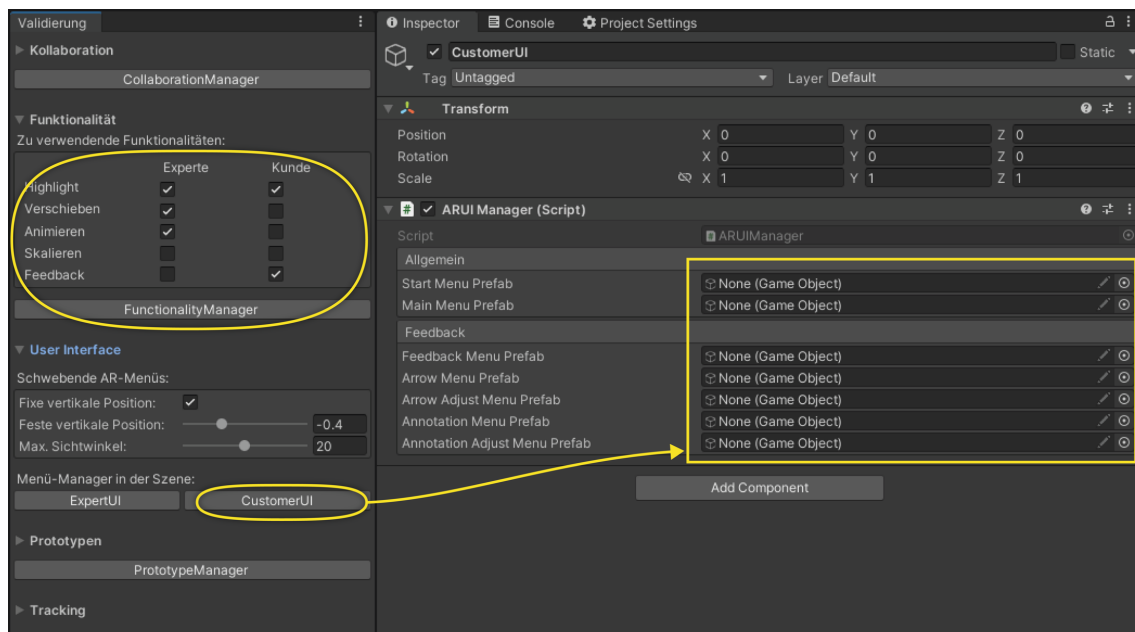 Validierung
Kollaboration
CollaborationManager
Funktionalität
Zu verwendende Funktionalitäten:
Experte Kunde
Highlight
Verschieben
Animieren
Skalieren
Feedback
FunctionalityManager
User Interface
Schwebende AR-Menüs:
Fixe vertikale Position:
Feste vertikale Position: -0.4
Max. Sichtwinkel: 20
Menü-Manager in der Szene:
ExpertUI CustomerUI
Prototypen
PrototypeManager
Tracking
Inspector Console Project Settings
CustomerUI Static
Tag Untagged Layer Default
Transform
Position X 0 Y 0 Z 0
Rotation X 0 Y 0 Z 0
Scale X 1 Y 1 Z 1
# ARUI Manager (Script)
Script # ARUIManager
Allgemein
Start Menu Prefab None (Game Object)
Main Menu Prefab None (Game Object)
Feedback
Feedback Menu Prefab None (Game Object)
Arrow Menu Prefab None (Game Object)
Arrow Adjust Menu Prefab None (Game Object)
Annotation Menu Prefab None (Game Object)
Annotation Adjust Menu Prefab None (Game Object)
Add Component